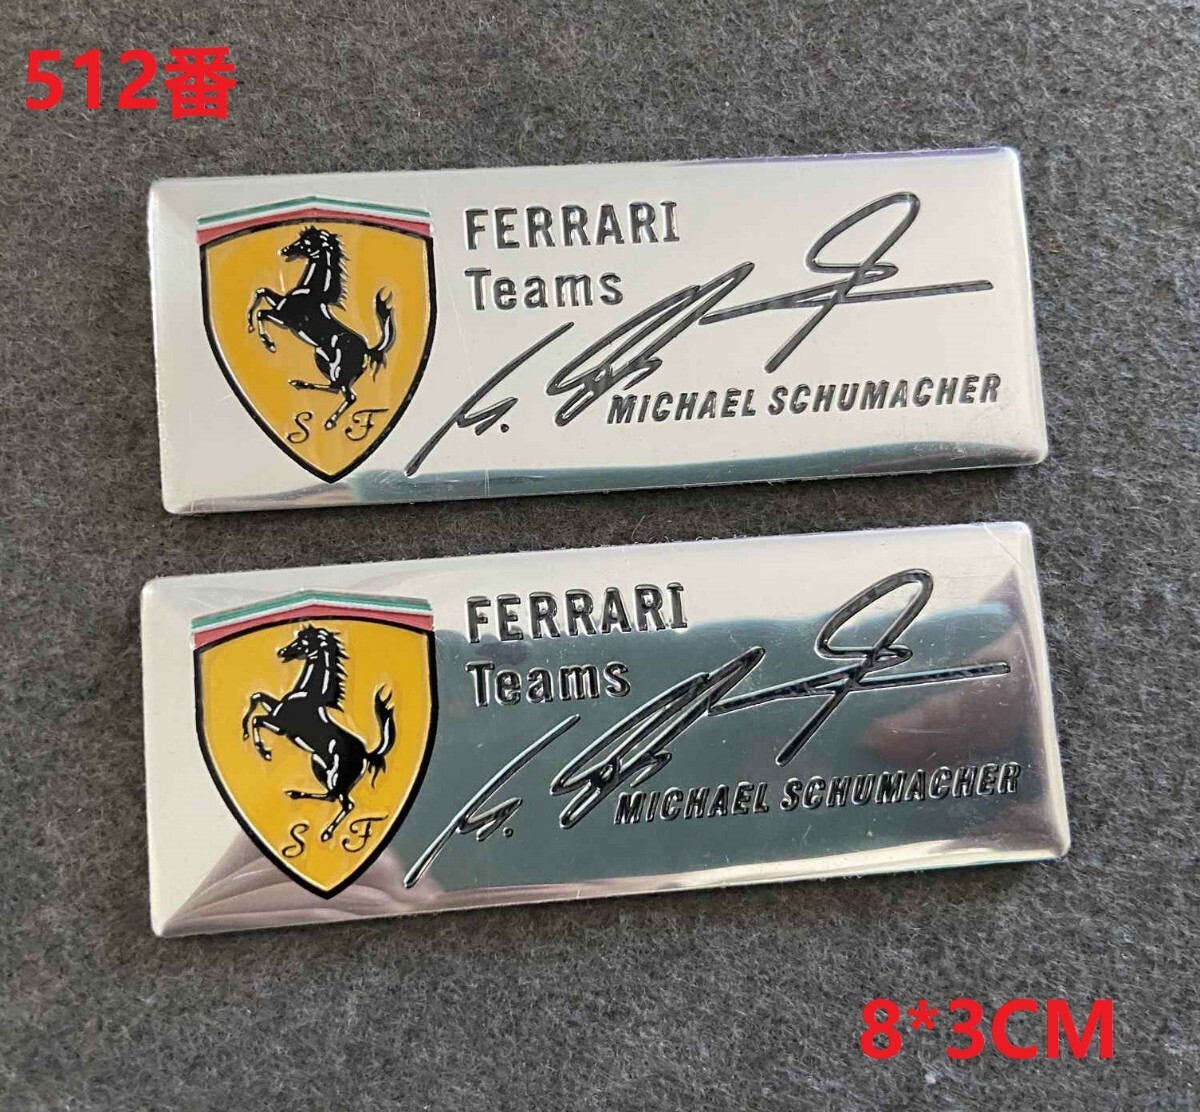 512番
FERRARI
Teams
MICHAEL SCHUMACHER
S F
FERRARI
Teams
MICHAEL SCHUMACHER
S F
8*3CM